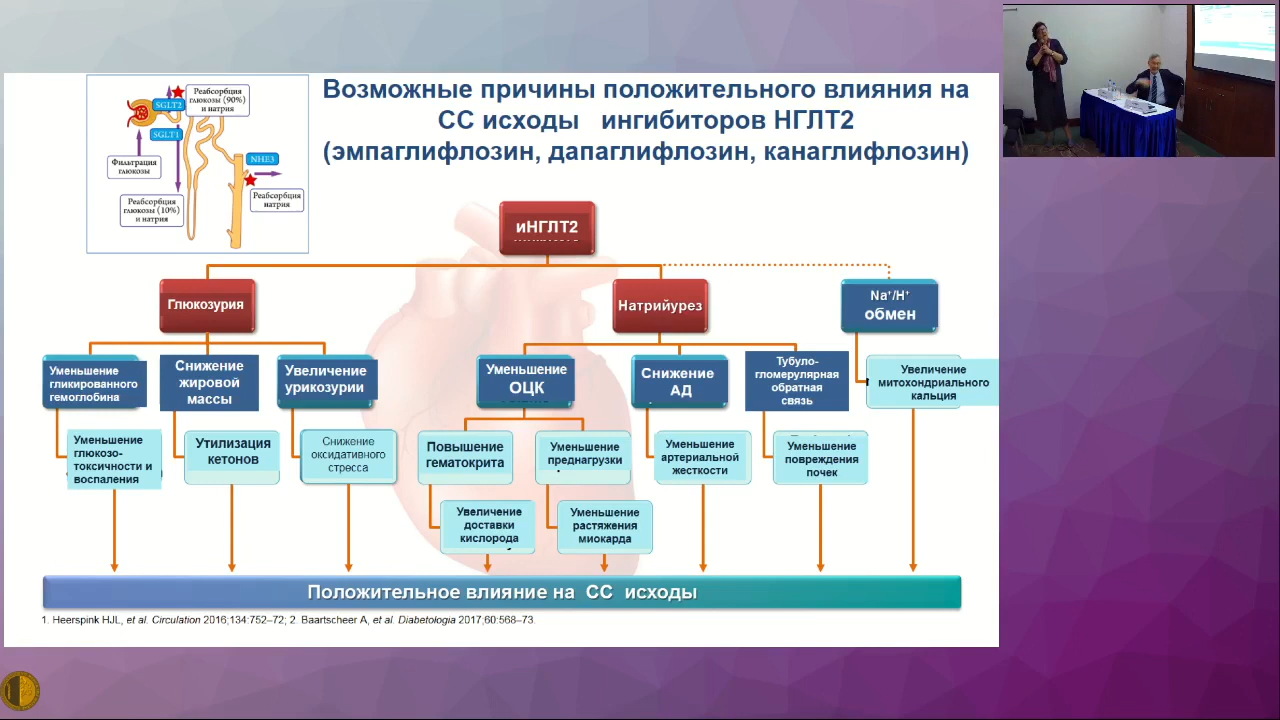 Возможные причины положительного влияния на
СС исходы ингибиторов НГЛТ2
(эмпаглифлозин, дапаглифлозин, канаглифлозин)
SGLT2
Реабсорбция
глюкозы (90%)
и натрия
SGLT1
Фильтрация
глюкозы
NHE3
Реабсорбция
глюкозы (10%)
и натрия
Реабсорбция
натрия
иНГЛТ2
Глюкозурия
Натрийурез
Na⁺/H⁺
обмен
Уменьшение
гликированного
гемоглобина
Снижение
жировой
массы
Увеличение
урикозурии
Уменьшение
ОЦК
Снижение
АД
Тубуло-
гломерулярная
обратная
связь
Увеличение
митохондриального
кальция
Уменьшение
глюкозо-
токсичности и
воспаления
Утилизация
кетонов
Снижение
оксидативного
стресса
Повышение
гематокрита
Уменьшение
преднагрузки
Уменьшение
артериальной
жесткости
Уменьшение
повреждения
почек
Увеличение
доставки
кислорода
Уменьшение
растяжения
миокарда
Положительное влияние на СС исходы
1. Heerspink HJL, et al. Circulation 2016;134:752–72; 2. Baartscheer A, et al. Diabetologia 2017;60:568–73.